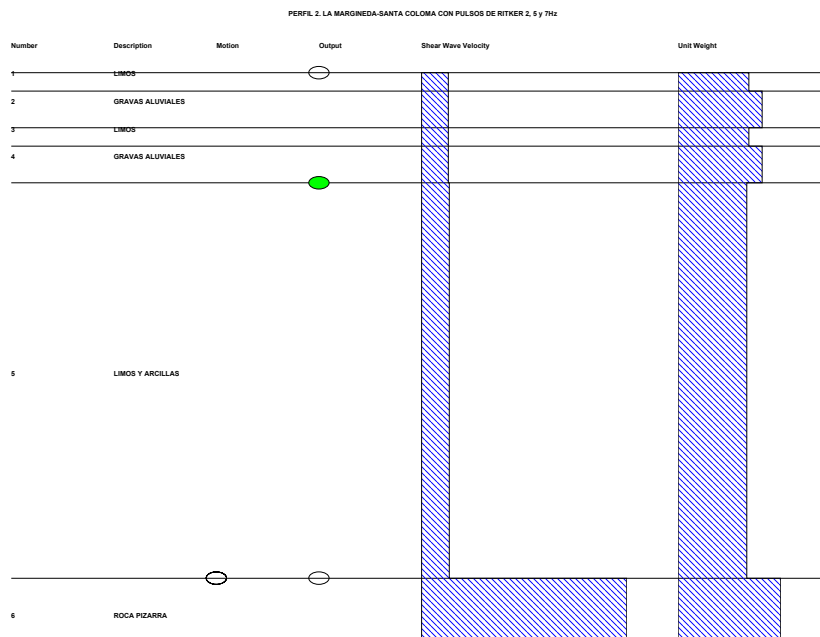 PERFIL 2. LA MARGINEDA-SANTA COLOMA CON PULSOS DE RITKER 2, 5 y 7Hz
Number Description Motion Output Shear Wave Velocity Unit Weight
1 LIMOS
2 GRAVAS ALUVIALES
3 LIMOS
4 GRAVAS ALUVIALES
5 LIMOS Y ARCILLAS
6 ROCA PIZARRA